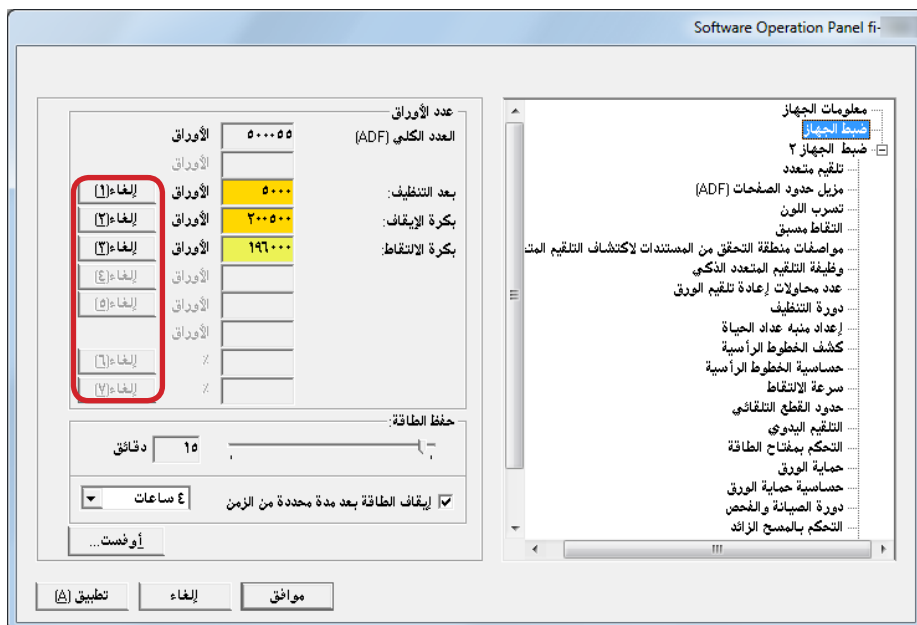 Software Operation Panel fi-
معلومات الجهاز
ضبط الجهاز
ضبط الجهاز ٢
تلقيم متعدد
مزيل حدود الصفحات (ADF)
تسرب اللون
التقاط مسبق
مواصفات منطقة التحقق من المستندات لاكتشاف التلقيم المتع
وظيفة التلقيم المتعدد الذكي
عدد محاولات إعادة تلقيم الورق
دورة التنظيف
إعداد منبه عداد الحياة
كشف الخطوط الرأسية
حساسية الخطوط الرأسية
سرعة الالتقاط
حدود القطع التلقائي
التلقيم اليدوي
التحكم بمفتاح الطاقة
حماية الورق
حساسية حماية الورق
دورة الصيانة والفحص
التحكم بالمسح الزائد
عدد الأوراق
العدد الكلي (ADF) ٥٠٠٠٥٥ الأوراق
الأوراق
بعد التنظيف: ٥٠٠٠ الأوراق إلغاء(١)
بكرة الإيقاف: ٢٠٠٥٠٠ الأوراق إلغاء(٢)
بكرة الالتقاط: ١٩٦٠٠٠ الأوراق إلغاء(٣)
الأوراق إلغاء(٤)
الأوراق إلغاء(٥)
الأوراق
٪ إلغاء(٦)
٪
حفظ الطاقة:
١٥ دقائق
إيقاف الطاقة بعد مدة محددة من الزمن ٤ ساعات
أوفست...
موافق إلغاء تطبيق (A)